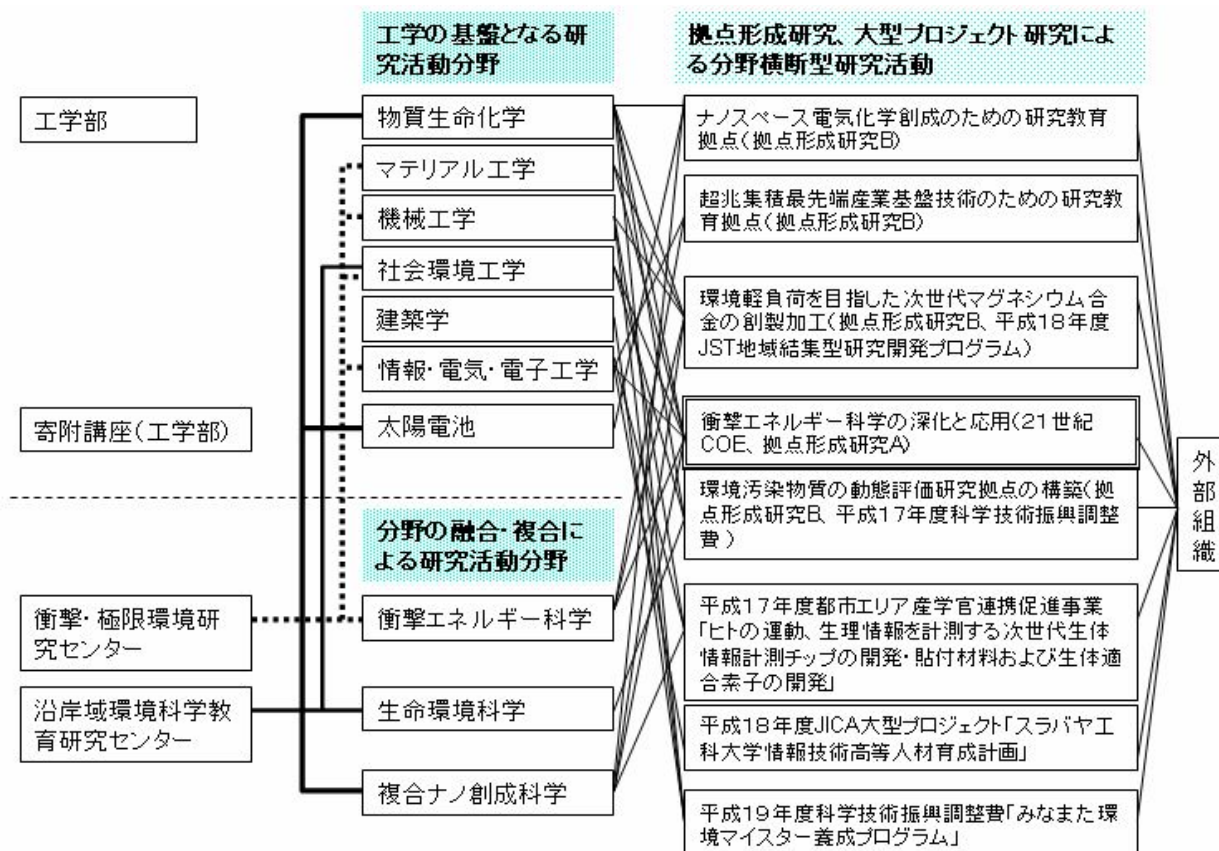 工学の基盤となる研
究活動分野
拠点形成研究、大型プロジェクト研究によ
る分野横断型研究活動
工学部
物質生命化学
マテリアル工学
機械工学
社会環境工学
建築学
情報・電気・電子工学
寄附講座(工学部)
太陽電池
分野の融合・複合に
よる研究活動分野
衝撃・極限環境研
究センター
衝撃エネルギー科学
沿岸域環境科学教
育研究センター
生命環境科学
複合ナノ創成科学
ナノスペース電気化学創成のための研究教育
拠点(拠点形成研究B)
超兆集積最先端産業基盤技術のための研究教
育拠点(拠点形成研究B)
環境軽負荷を目指した次世代マグネシウム合
金の創製加工(拠点形成研究B、平成18年度
JST地域結集型研究開発プログラム)
衝撃エネルギー科学の深化と応用(21世紀
COE、拠点形成研究A)
環境汚染物質の動態評価研究拠点の構築(拠
点形成研究B、平成17年度科学技術振興調整
費)
平成17年度都市エリア産学官連携促進事業
「ヒトの運動、生理情報を計測する次世代生体
情報計測チップの開発・貼付材料および生体適
合素子の開発」
平成18年度JICA大型プロジェクト「スラバヤ工
科大学情報技術高等人材育成計画」
平成19年度科学技術振興調整費「みなまた環
境マイスター養成プログラム」
外
部
組
織